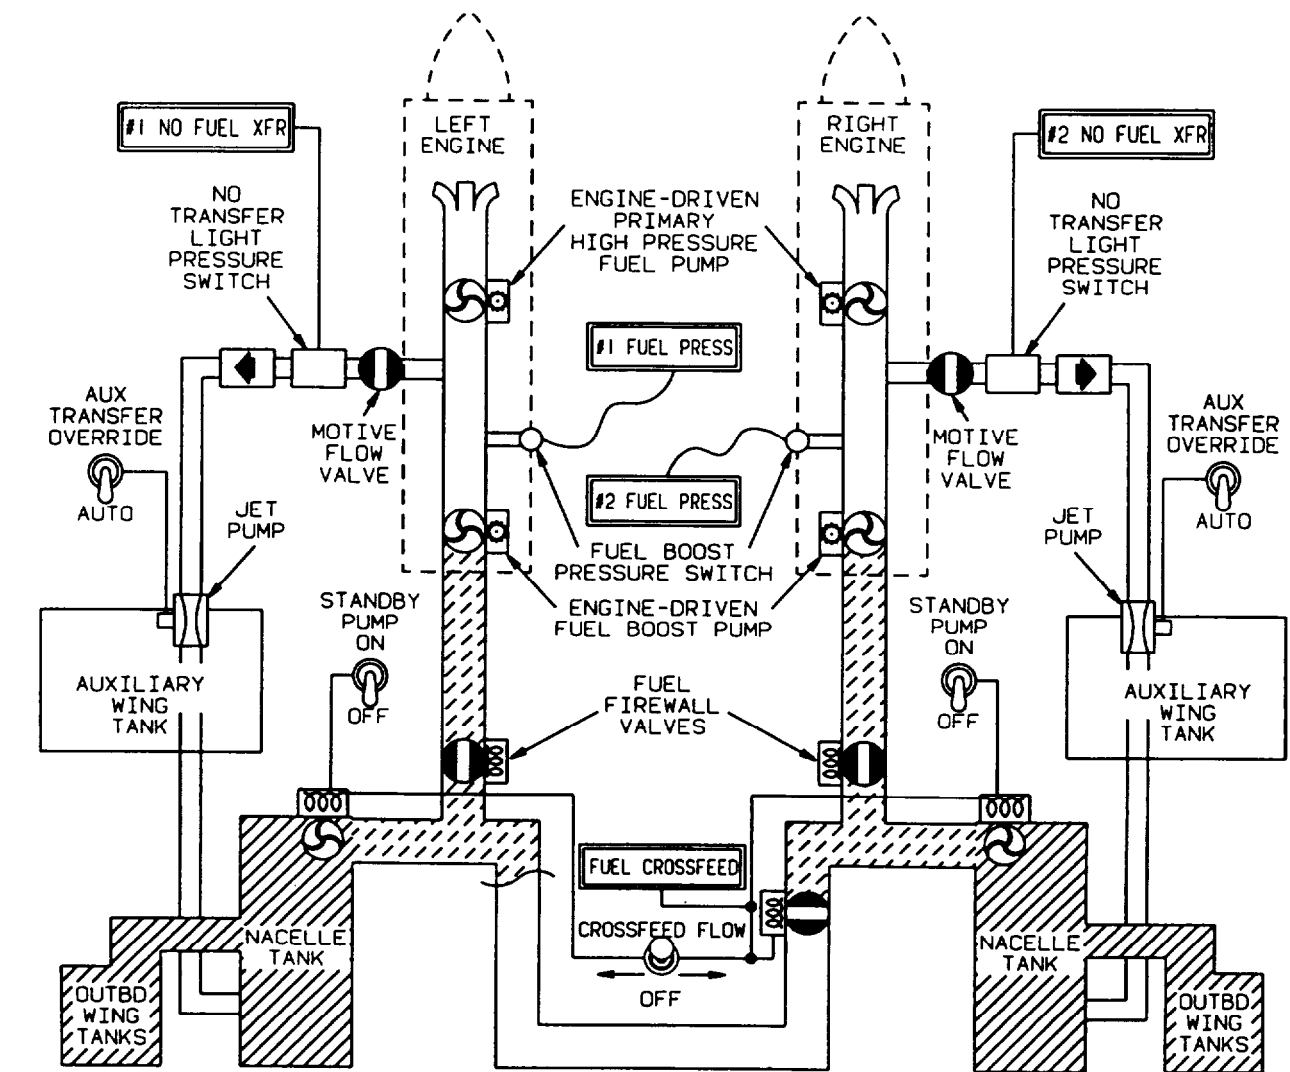 LEFT
ENGINE
RIGHT
ENGINE
#1 NO FUEL XFR
#2 NO FUEL XFR
NO
TRANSFER
LIGHT
PRESSURE
SWITCH
ENGINE-DRIVEN
PRIMARY
HIGH PRESSURE
FUEL PUMP
NO
TRANSFER
LIGHT
PRESSURE
SWITCH
#1 FUEL PRESS
AUX
TRANSFER
OVERRIDE
AUTO
MOTIVE
FLOW
VALVE
MOTIVE
FLOW
VALVE
AUX
TRANSFER
OVERRIDE
AUTO
#2 FUEL PRESS
JET
PUMP
FUEL BOOST
PRESSURE SWITCH
JET
PUMP
STANDBY
PUMP
ON
OFF
ENGINE-DRIVEN
FUEL BOOST PUMP
STANDBY
PUMP
ON
OFF
AUXILIARY
WING
TANK
FUEL
FIREWALL
VALVES
AUXILIARY
WING
TANK
FUEL CROSSFEED
CROSSFEED FLOW
OFF
NACELLE
TANK
NACELLE
TANK
OUTBD
WING
TANKS
OUTBD
WING
TANKS